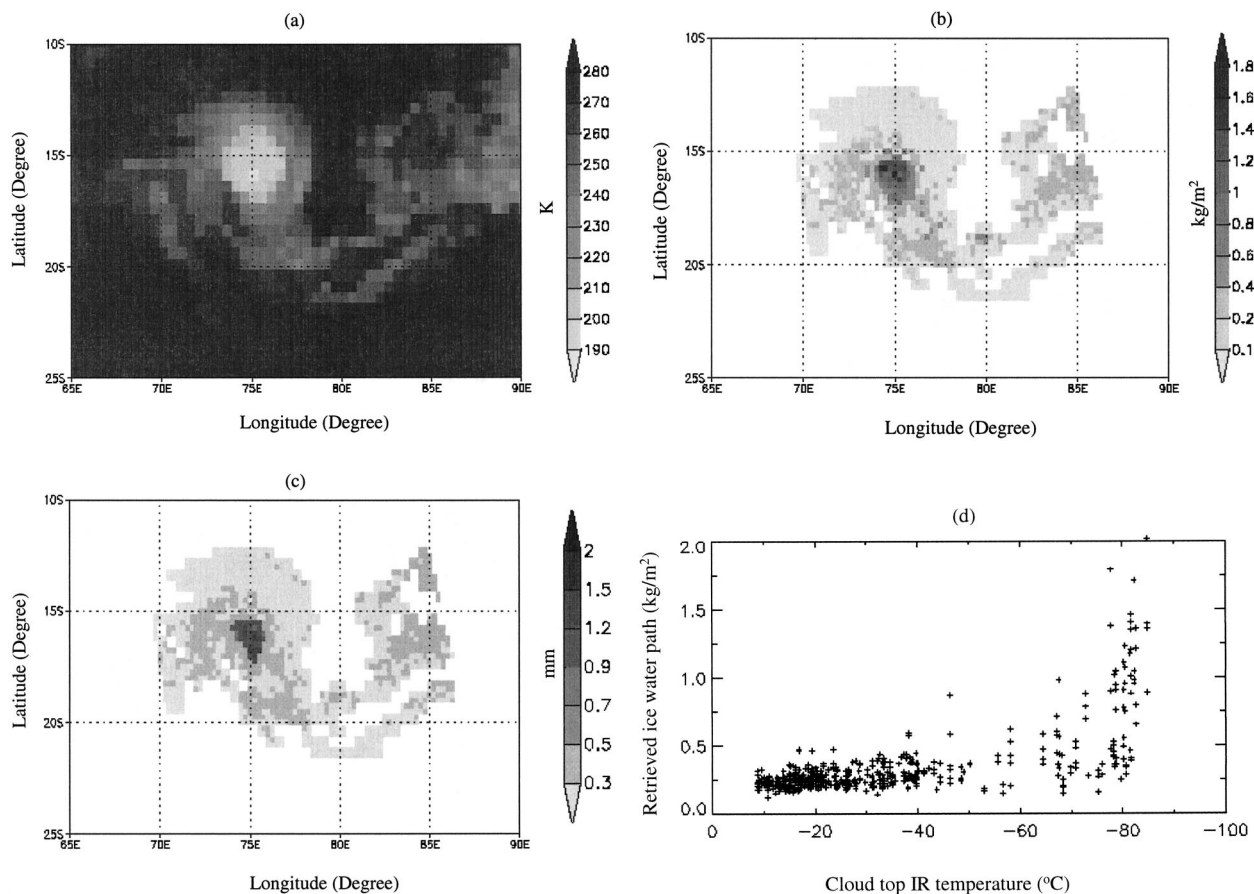 (a)
10S
15S
20S
25S
65E 70E 75E 80E 85E 90E
Latitude (Degree)
Longitude (Degree)
280
270
260
250
240
230
220
210
200
190
K
(b)
10S
15S
20S
25S
65E 70E 75E 80E 85E 90E
Latitude (Degree)
Longitude (Degree)
1.8
1.6
1.4
1.2
1
0.8
0.6
0.4
0.2
0.1
kg/m²
(c)
10S
15S
20S
25S
65E 70E 75E 80E 85E 90E
Latitude (Degree)
Longitude (Degree)
2
1.5
1.2
0.9
0.7
0.5
0.3
mm
(d)
Retrieved ice water path (kg/m²)
2.0
1.5
1.0
0.5
0.0
0 −20 −40 −60 −80 −100
Cloud top IR temperature (°C)